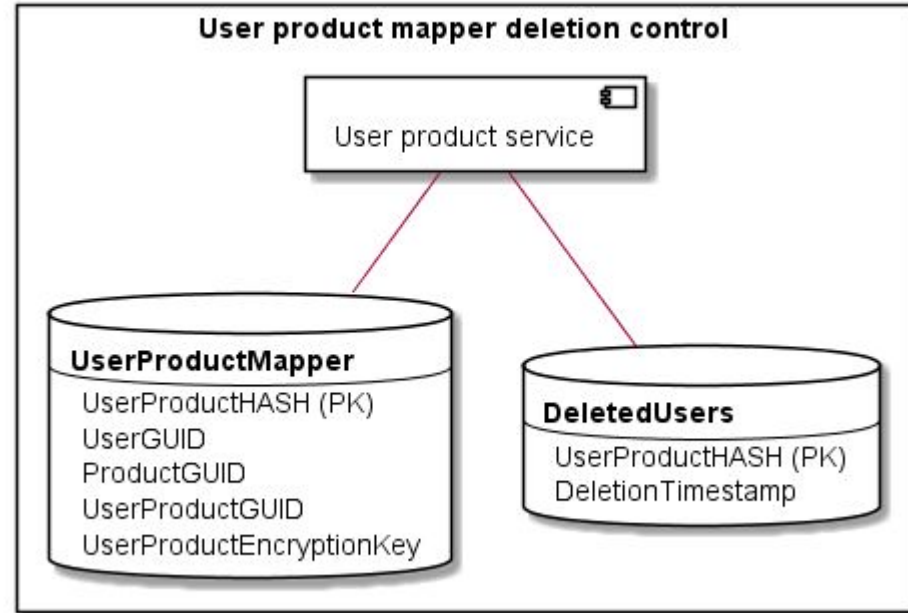 User product mapper deletion control
User product service
UserProductMapper
UserProductHASH (PK)
UserGUID
ProductGUID
UserProductGUID
UserProductEncryptionKey
DeletedUsers
UserProductHASH (PK)
DeletionTimestamp